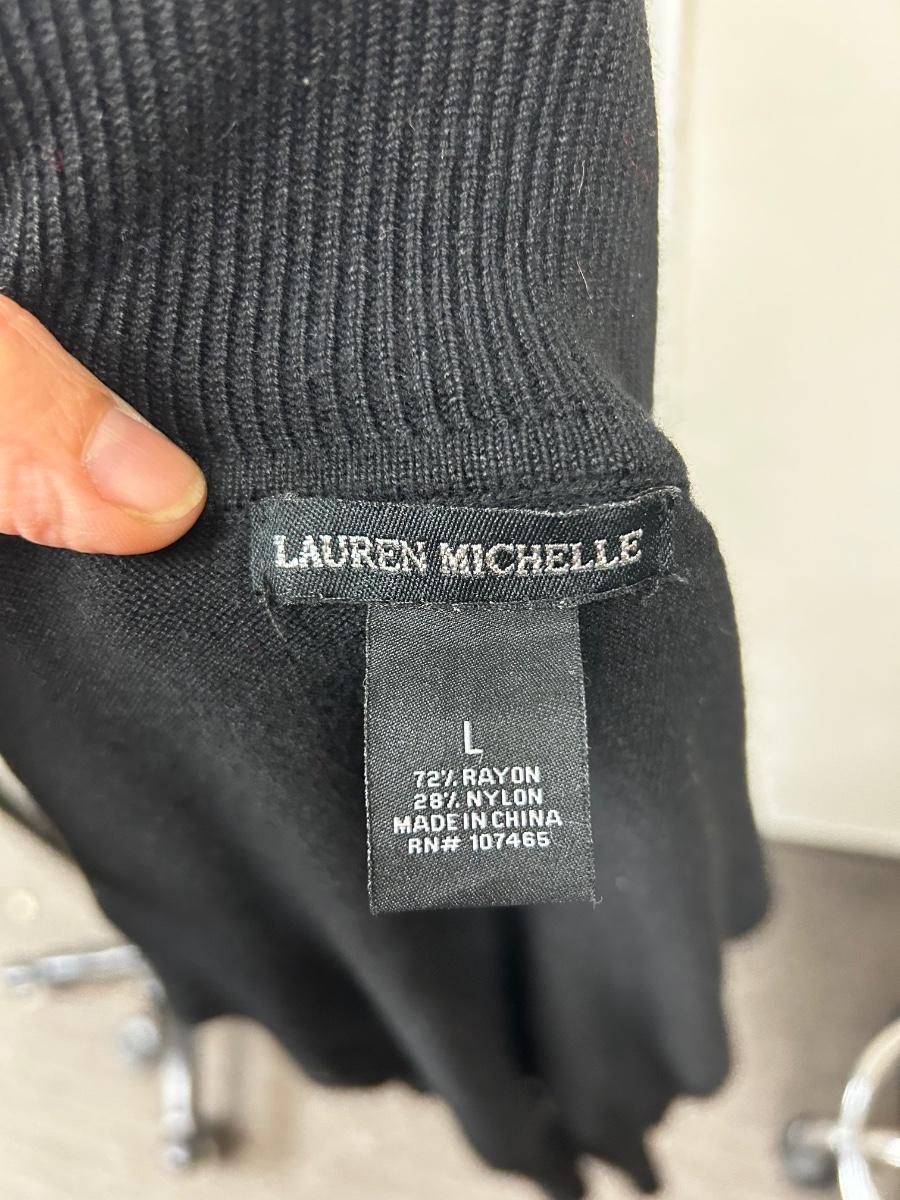 LAUREN MICHELLE
L
72% RAYON
28% NYLON
MADE IN CHINA
RN# 107465